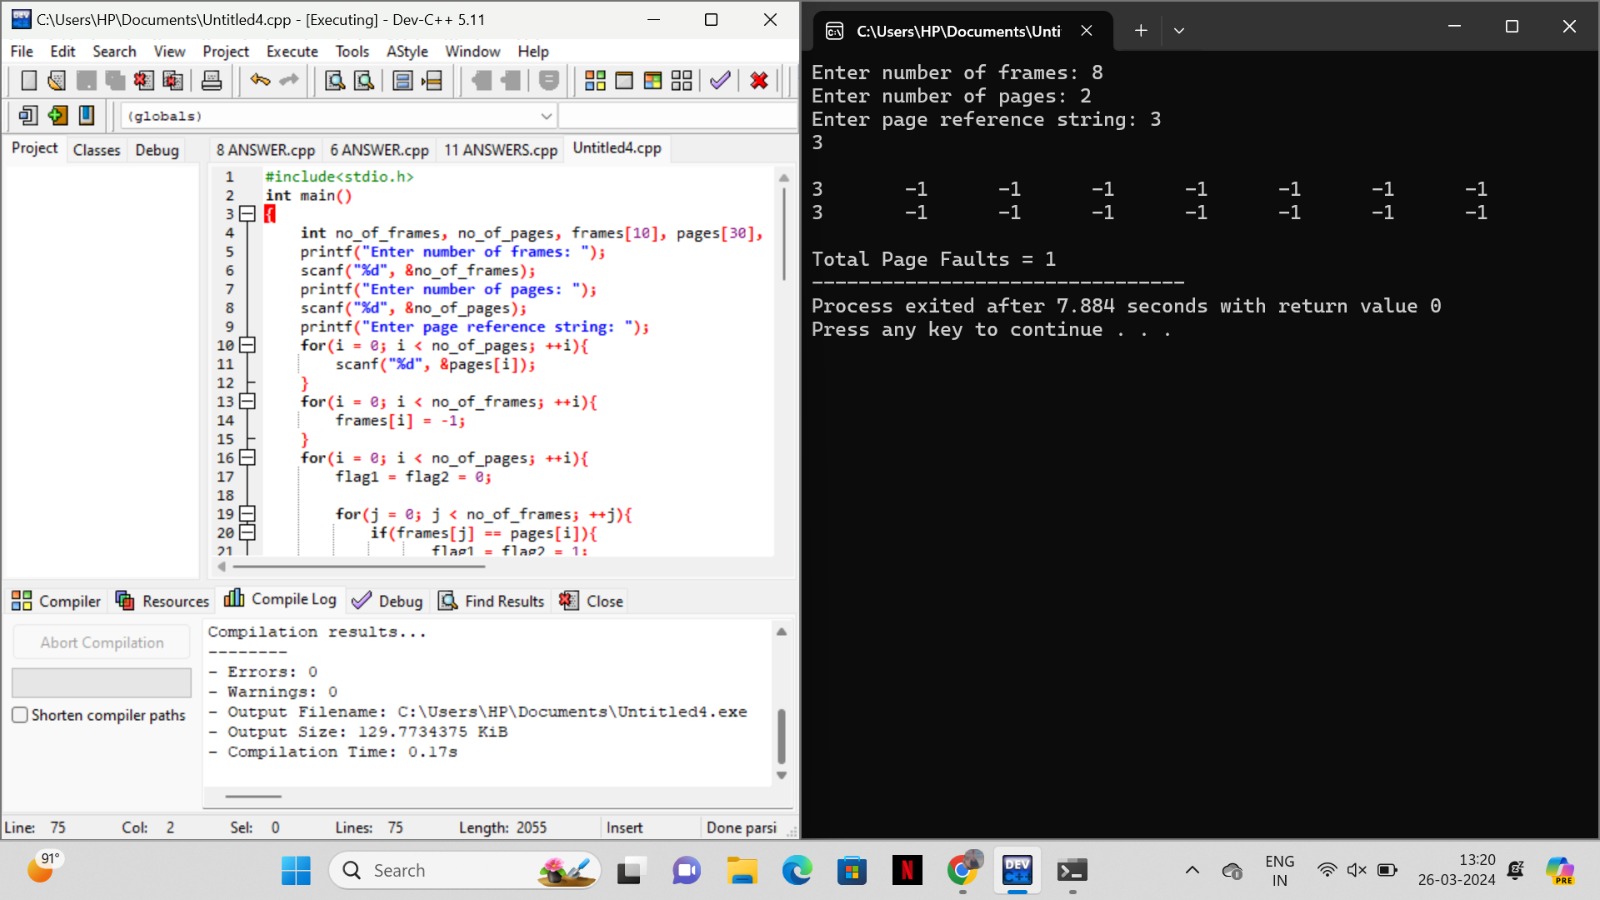 C:\Users\HP\Documents\Untitled4.cpp - [Executing] - Dev-C++ 5.11
File Edit Search View Project Execute Tools AStyle Window Help
(globals)
Project Classes Debug
8 ANSWER.cpp 6 ANSWER.cpp 11 ANSWERS.cpp Untitled4.cpp
1 #include<stdio.h>
2 int main()
3 {
4 int no_of_frames, no_of_pages, frames[10], pages[30],
5 printf("Enter number of frames: ");
6 scanf("%d", &no_of_frames);
7 printf("Enter number of pages: ");
8 scanf("%d", &no_of_pages);
9 printf("Enter page reference string: ");
10 for(i = 0; i < no_of_pages; ++i){
11 scanf("%d", &pages[i]);
12 }
13 for(i = 0; i < no_of_frames; ++i){
14 frames[i] = -1;
15 }
16 for(i = 0; i < no_of_pages; ++i){
17 flag1 = flag2 = 0;
18
19 for(j = 0; j < no_of_frames; ++j){
20 if(frames[j] == pages[i]){
21 flag1 = flag2 = 1;
Compiler Resources Compile Log Debug Find Results Close
Abort Compilation
Shorten compiler paths
Compilation results...
--------
- Errors: 0
- Warnings: 0
- Output Filename: C:\Users\HP\Documents\Untitled4.exe
- Output Size: 129.7734375 KiB
- Compilation Time: 0.17s
Line: 75 Col: 2 Sel: 0 Lines: 75 Length: 2055 Insert Done parsi
C:\Users\HP\Documents\Unti
Enter number of frames: 8
Enter number of pages: 2
Enter page reference string: 3
3
3 -1 -1 -1 -1 -1 -1 -1
3 -1 -1 -1 -1 -1 -1 -1
Total Page Faults = 1
--------------------------------
Process exited after 7.884 seconds with return value 0
Press any key to continue . . .
91°
Search
DEV C++
ENG
IN
13:20
26-03-2024
PRE